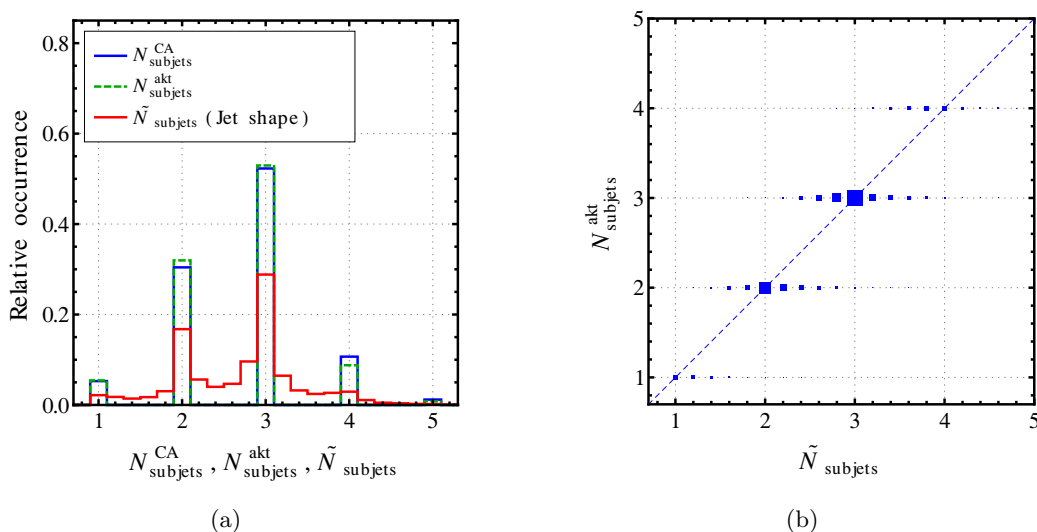 0.8
0.6
0.4
0.2
0.0
Relative occurrence
N^CA_subjets
N^akt_subjets
Ñ subjets (Jet shape)
1 2 3 4 5
N^CA_subjets , N^akt_subjets , Ñ subjets
(a)
5
4
3
2
1
N^akt_subjets
1 2 3 4 5
Ñ subjets
(b)